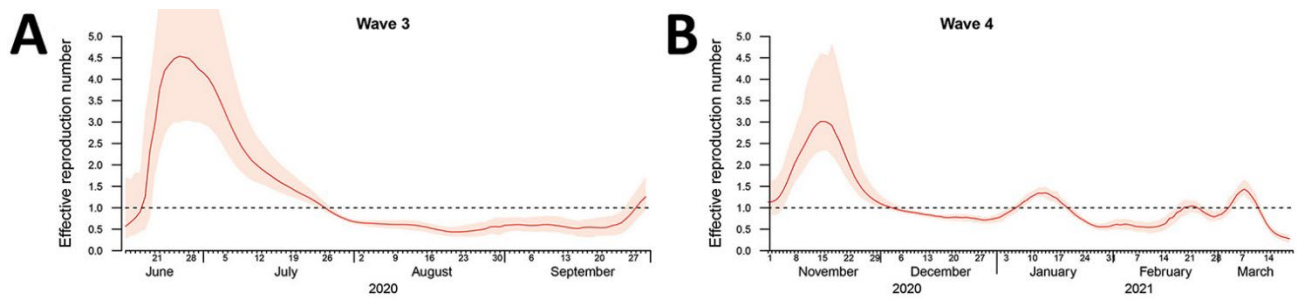 A
Wave 3
Effective reproduction number
5.0
4.5
4.0
3.5
3.0
2.5
2.0
1.5
1.0
0.5
0.0
21 28 5 12 19 26 2 9 16 23 30 6 13 20 27
June July August September
2020
B
Wave 4
Effective reproduction number
5.0
4.5
4.0
3.5
3.0
2.5
2.0
1.5
1.0
0.5
0.0
1 8 15 22 29 6 13 20 27 3 10 17 24 31 7 14 21 28 7 14
November December January February March
2020 2021